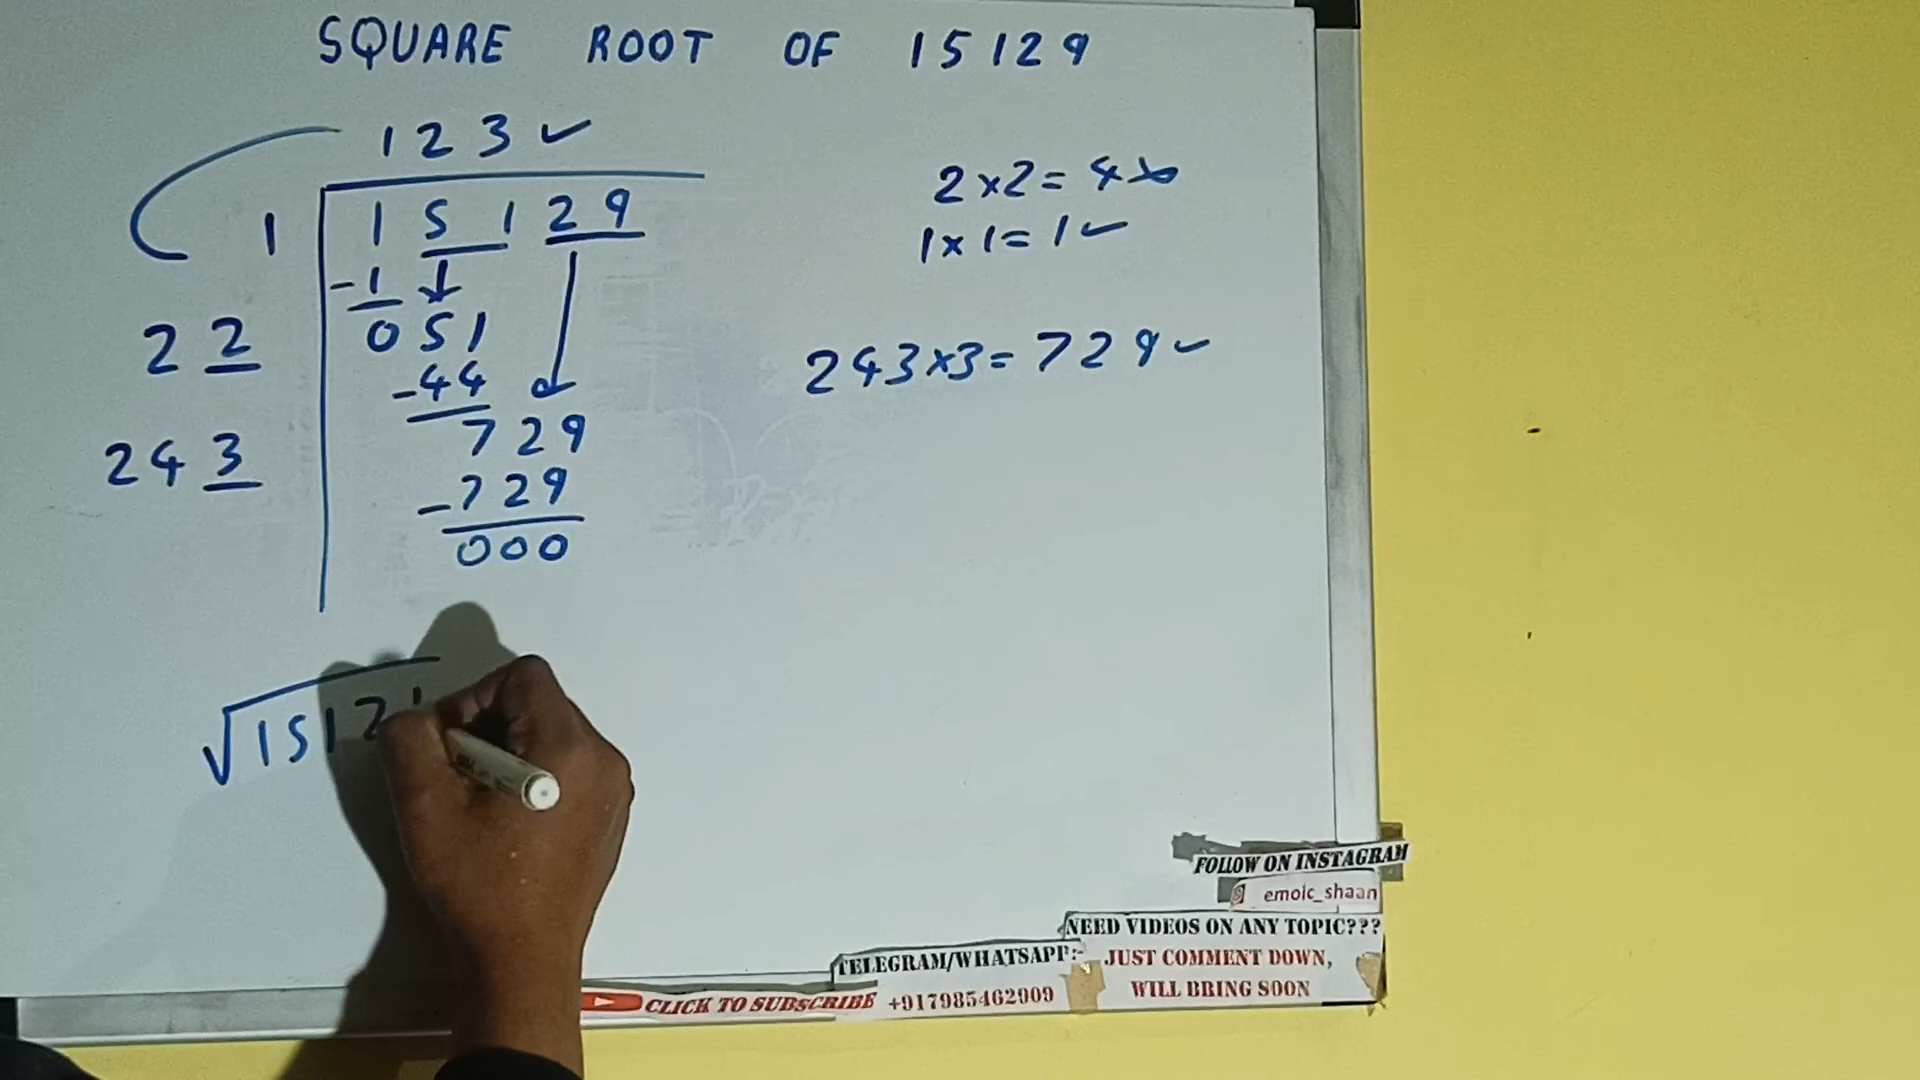 SQUARE ROOT OF 15129
123 ✓
1 15129
-1
051
22
-44
729
243
-729
000
2×2=4×
1×1=1✓
243×3=729✓
√1512
FOLLOW ON INSTAGRAM
emoic_shaan
NEED VIDEOS ON ANY TOPIC???
JUST COMMENT DOWN,
WILL BRING SOON
TELEGRAM/WHATSAPP:-
+917985462909
CLICK TO SUBSCRIBE